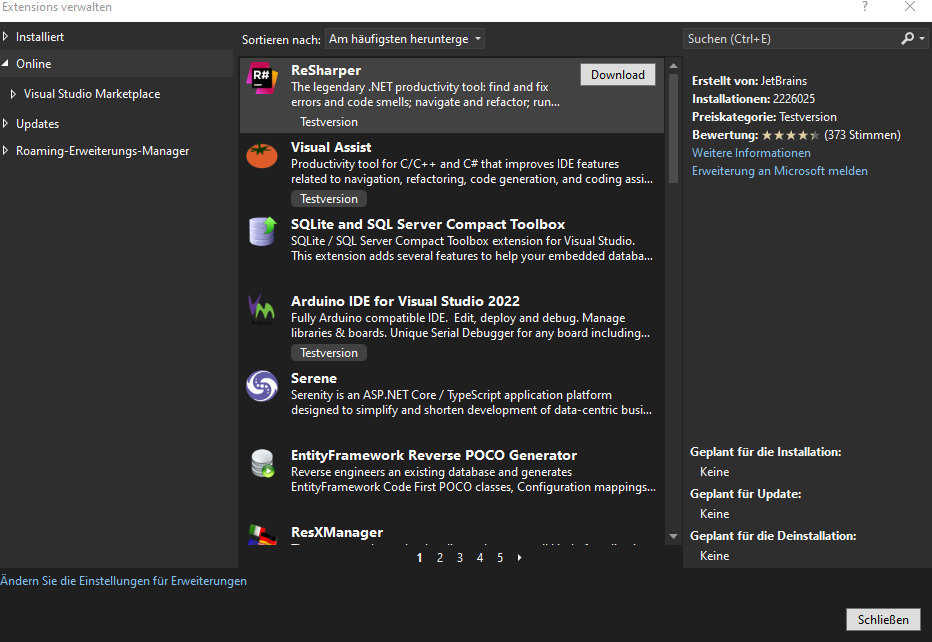 Extensions verwalten
?
Installiert
Online
Visual Studio Marketplace
Updates
Roaming-Erweiterungs-Manager
Sortieren nach: Am häufigsten herunterge
R#
ReSharper
Download
The legendary .NET productivity tool: find and fix
errors and code smells; navigate and refactor; run...
Testversion
Visual Assist
Productivity tool for C/C++ and C# that improves IDE features
related to navigation, refactoring, code generation, and coding assi...
Testversion
SQLite and SQL Server Compact Toolbox
SQLite / SQL Server Compact Toolbox extension for Visual Studio.
This extension adds several features to help your embedded databa...
Arduino IDE for Visual Studio 2022
Fully Arduino compatible IDE.  Edit, deploy and debug. Manage
libraries & boards. Unique Serial Debugger for any board including...
Testversion
Serene
Serenity is an ASP.NET Core / TypeScript application platform
designed to simplify and shorten development of data-centric busi...
EntityFramework Reverse POCO Generator
Reverse engineers an existing database and generates
EntityFramework Code First POCO classes, Configuration mappings...
ResXManager
1 2 3 4 5
Suchen (Ctrl+E)
Erstellt von: JetBrains
Installationen: 2226025
Preiskategorie: Testversion
Bewertung: ★★★★ (373 Stimmen)
Weitere Informationen
Erweiterung an Microsoft melden
Geplant für die Installation:
Keine
Geplant für Update:
Keine
Geplant für die Deinstallation:
Keine
Ändern Sie die Einstellungen für Erweiterungen
Schließen